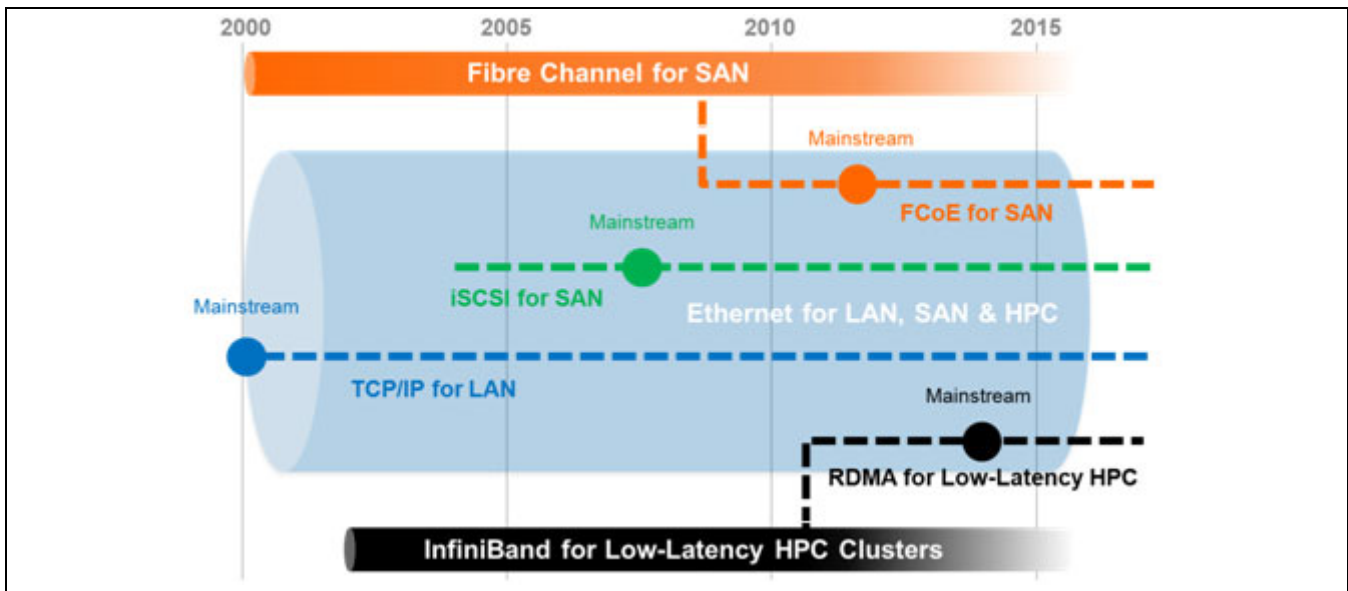 2000 2005 2010 2015
Fibre Channel for SAN
Mainstream
FCoE for SAN
Mainstream
iSCSI for SAN
Ethernet for LAN, SAN & HPC
Mainstream
TCP/IP for LAN
Mainstream
RDMA for Low-Latency HPC
InfiniBand for Low-Latency HPC Clusters